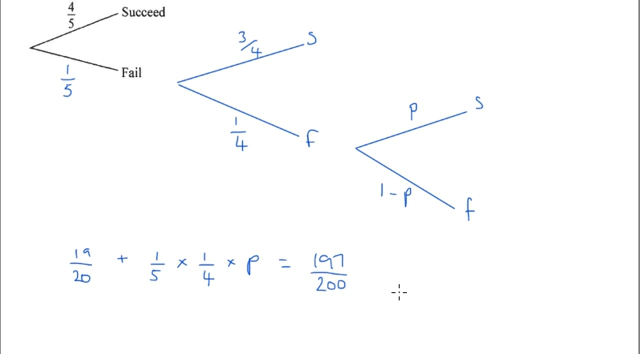 4/5 Succeed
1/5 Fail
3/4 S
1/4 f
p S
1-p f
19/20 + 1/5 × 1/4 × p = 197/200